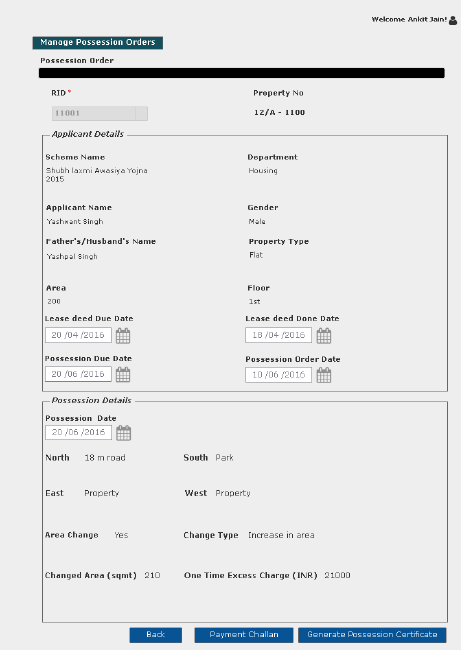 Welcome Ankit Jain!
Manage Possession Orders
Possession Order
RID* Property No
11001 12/A - 1100
Applicant Details
Scheme Name Department
Shubh laxmi Awasiya Yojna Housing
2015
Applicant Name Gender
Yashwant Singh Male
Father's/Husband's Name Property Type
Yashpal Singh Flat
Area Floor
200 1st
Lease deed Due Date Lease deed Done Date
20 /04 /2016 18 /04 /2016
Possession Due Date Possession Order Date
20 /06 /2016 10 /06 /2016
Possession Details
Possession Date
20 /06 /2016
North 18 m road South Park
East Property West Property
Area Change Yes Change Type Increase in area
Changed Area (sqmt) 210 One Time Excess Charge (INR) 21000
Back Payment Challan Generate Possession Certificate